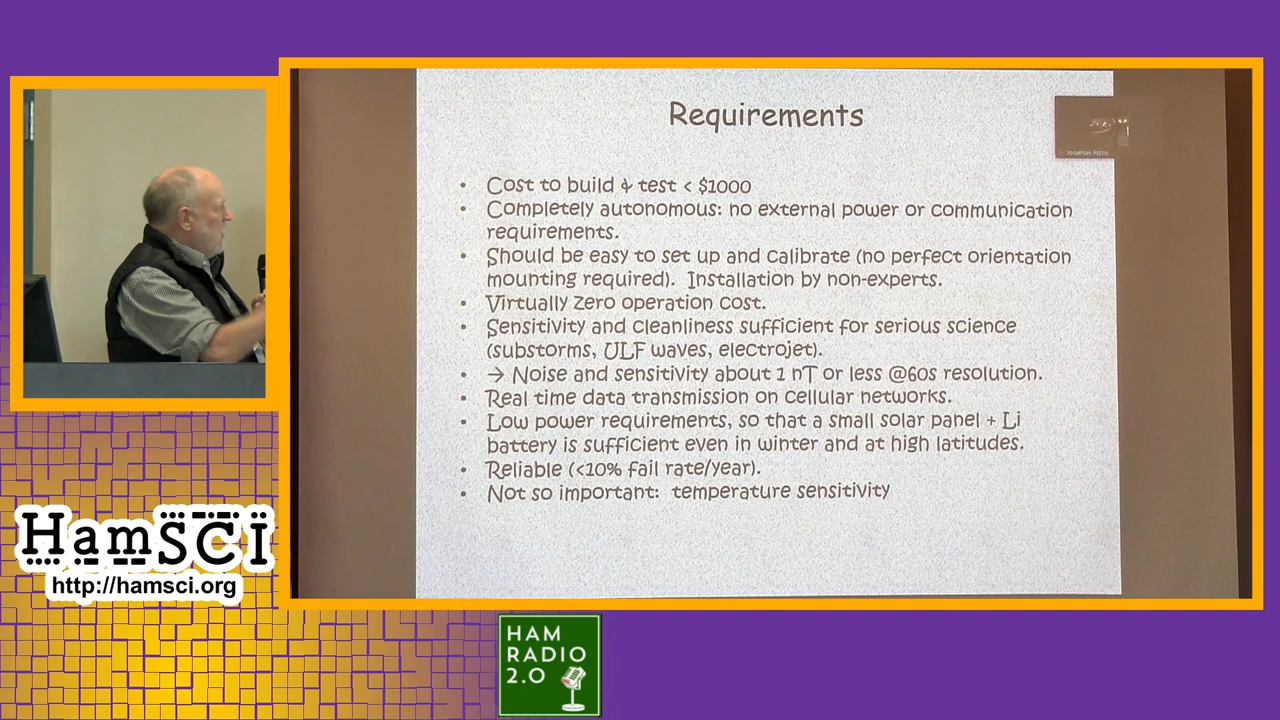 Requirements
Jonathan Rizzo
• Cost to build & test < $1000
• Completely autonomous: no external power or communication
requirements.
• Should be easy to set up and calibrate (no perfect orientation
mounting required). Installation by non-experts.
• Virtually zero operation cost.
• Sensitivity and cleanliness sufficient for serious science
(substorms, ULF waves, electrojet).
• → Noise and sensitivity about 1 nT or less @60s resolution.
• Real time data transmission on cellular networks.
• Low power requirements, so that a small solar panel + Li
battery is sufficient even in winter and at high latitudes.
• Reliable (<10% fail rate/year).
• Not so important: temperature sensitivity
HamSCI
http://hamsci.org
HAM
RADIO
2.0